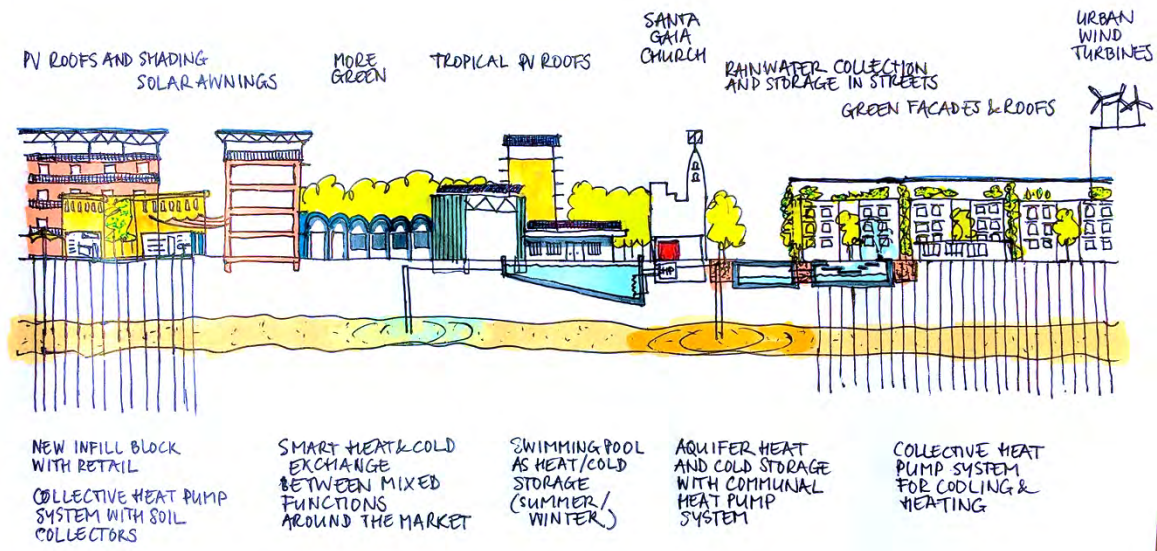 PV ROOFS AND SHADING
SOLAR AWNINGS
MORE
GREEN
TROPICAL PV ROOFS
SANTA
GAIA
CHURCH
RAINWATER COLLECTION
AND STORAGE IN STREETS
GREEN FACADES & ROOFS
URBAN
WIND
TURBINES
HP
NEW INFILL BLOCK
WITH RETAIL
COLLECTIVE HEAT PUMP
SYSTEM WITH SOIL
COLLECTORS
SMART HEAT & COLD
EXCHANGE
BETWEEN MIXED
FUNCTIONS
AROUND THE MARKET
SWIMMING POOL
AS HEAT/COLD
STORAGE
(SUMMER/
WINTER)
AQUIFER HEAT
AND COLD STORAGE
WITH COMMUNAL
HEAT PUMP
SYSTEM
COLLECTIVE HEAT
PUMP SYSTEM
FOR COOLING &
HEATING